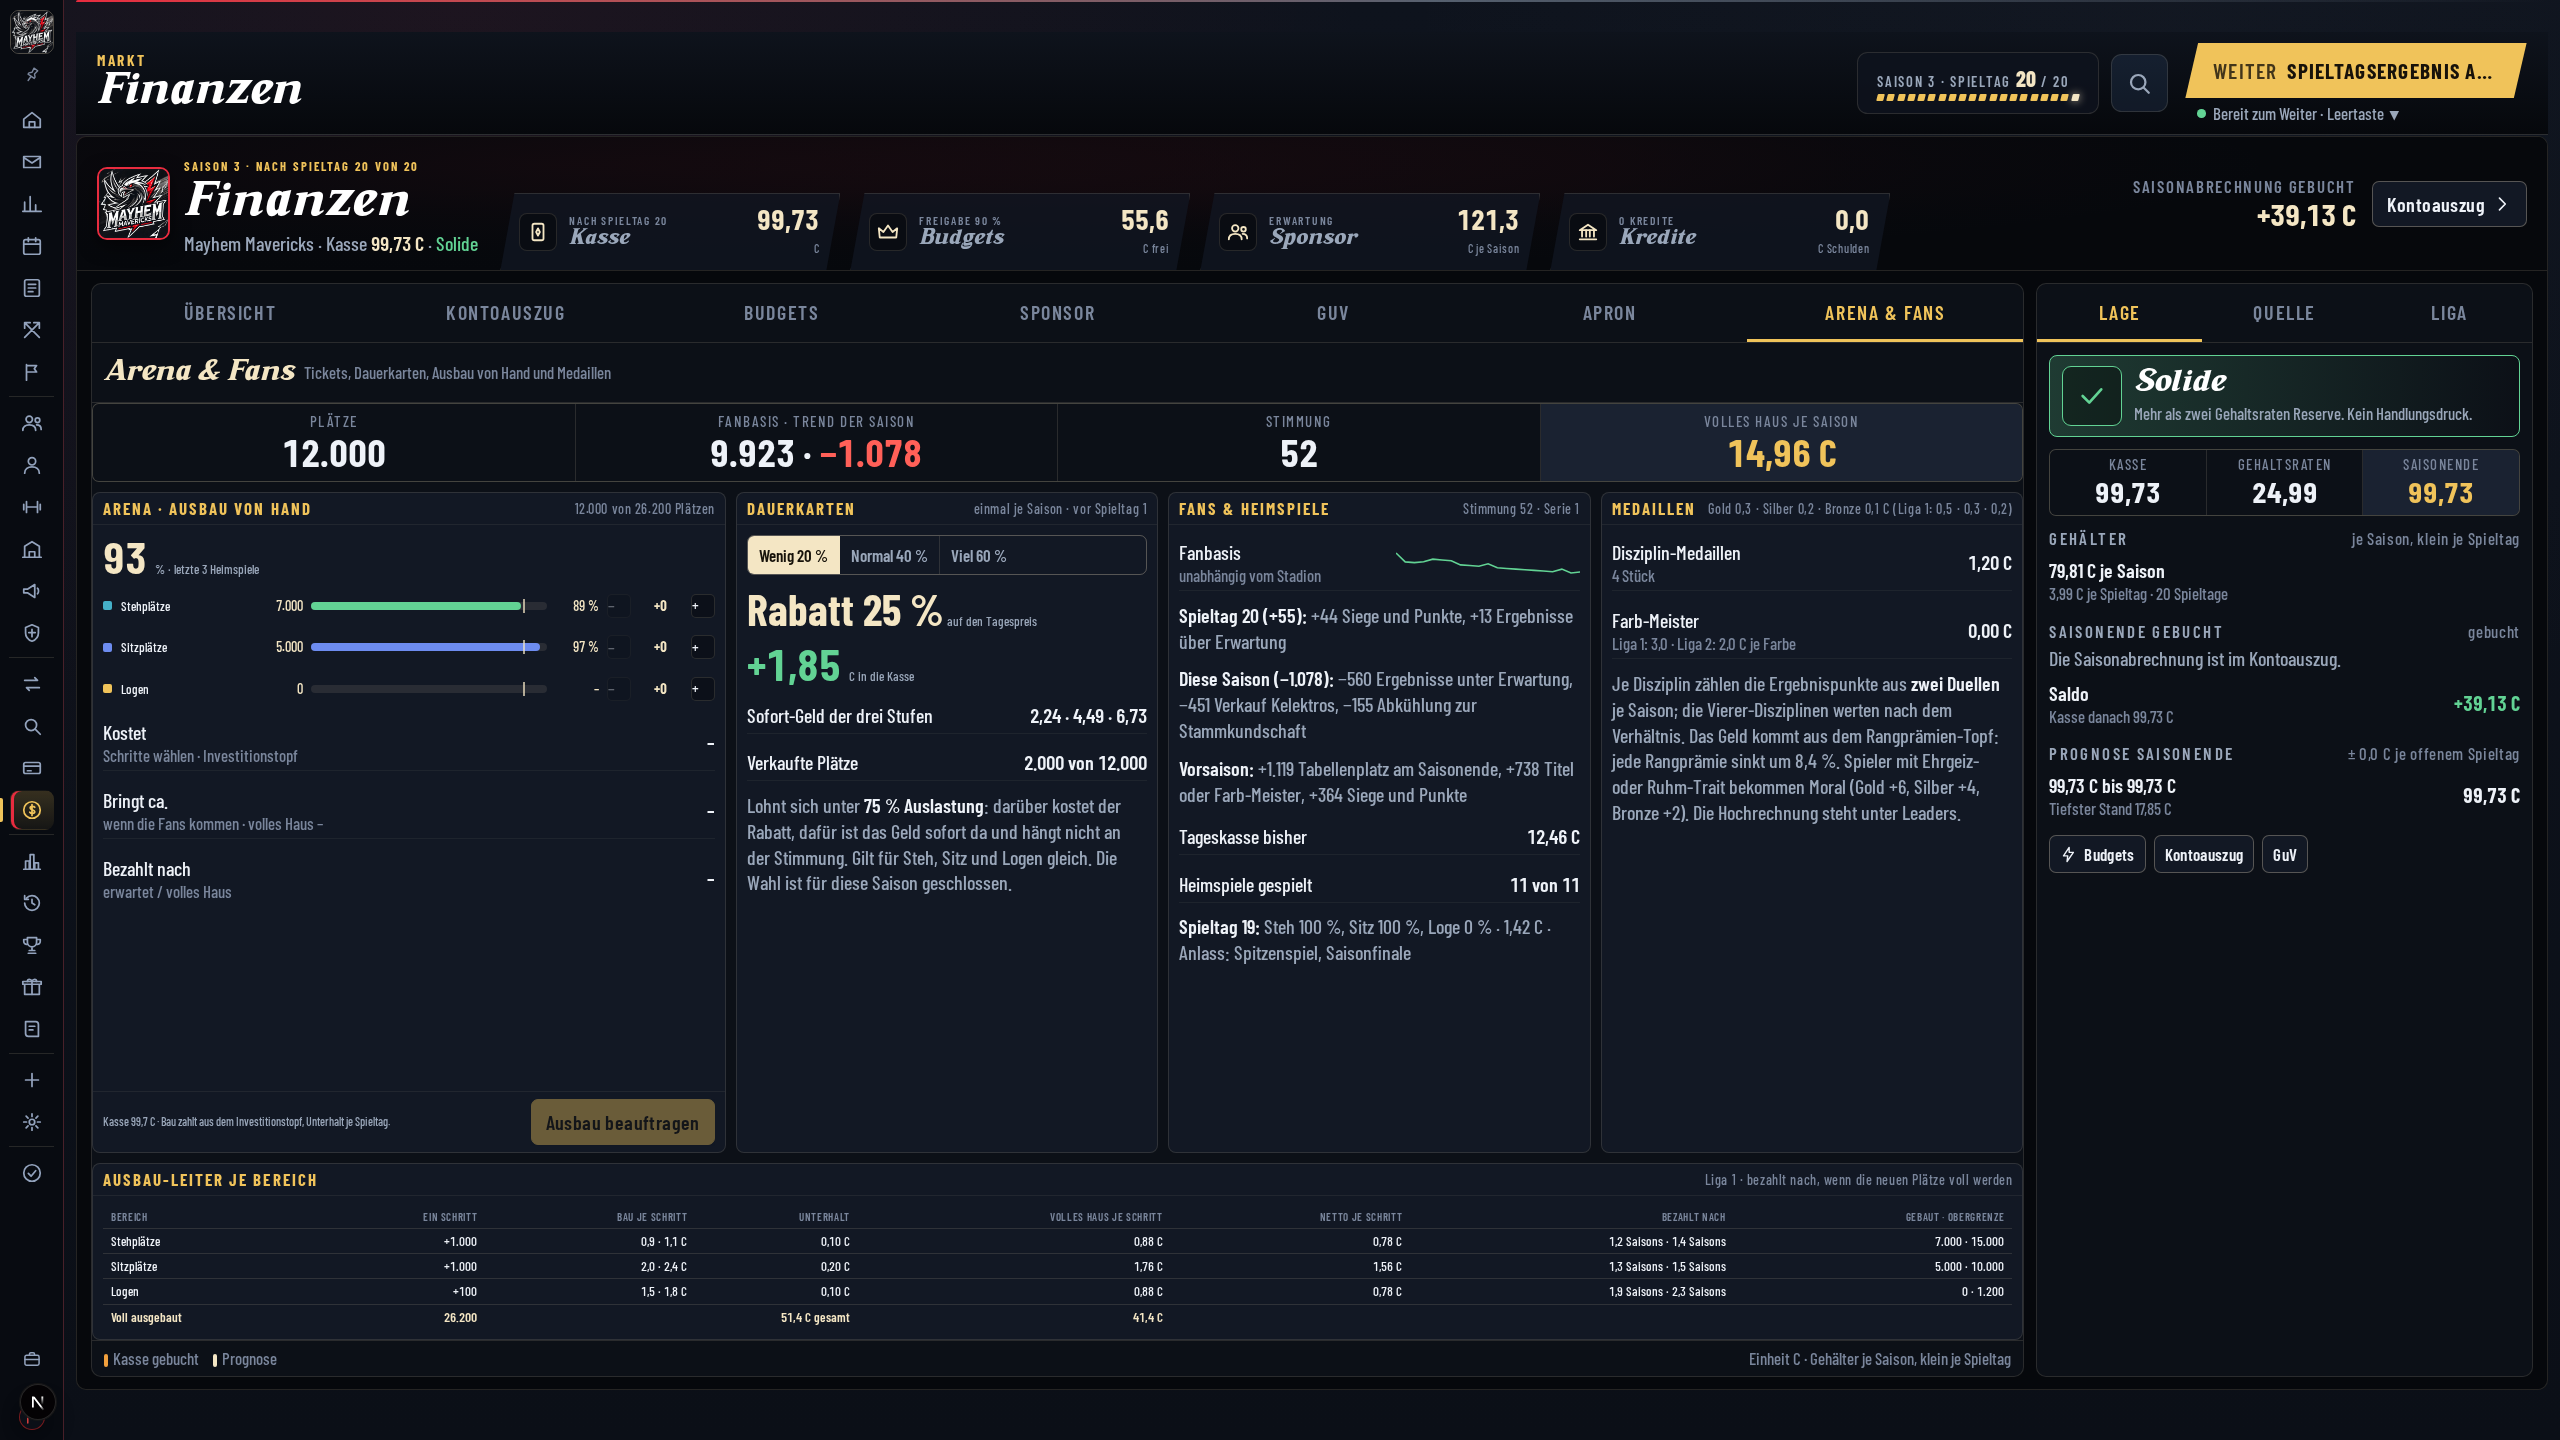 MARKT
Finanzen
SAISON 3 · SPIELTAG 20 / 20
WEITER SPIELTAGSERGEBNIS A...
Bereit zum Weiter · Leertaste ▼
MAYHEM
MAVERICKS
SAISON 3 · NACH SPIELTAG 20 VON 20
Finanzen
Mayhem Mavericks · Kasse 99,73 C · Solide
NACH SPIELTAG 20
Kasse
99,73
C
FREIGABE 90 %
Budgets
55,6
C frei
ERWARTUNG
Sponsor
121,3
C je Saison
0 KREDITE
Kredite
0,0
C Schulden
SAISONABRECHNUNG GEBUCHT
+39,13 C
Kontoauszug
ÜBERSICHT
KONTOAUSZUG
BUDGETS
SPONSOR
GUV
APRON
ARENA & FANS
Arena & Fans Tickets, Dauerkarten, Ausbau von Hand und Medaillen
PLÄTZE
12.000
FANBASIS · TREND DER SAISON
9.923 · −1.078
STIMMUNG
52
VOLLES HAUS JE SAISON
14,96 C
ARENA · AUSBAU VON HAND
12.000 von 26.200 Plätzen
93 % · letzte 3 Heimspiele
Stehplätze 7.000 89 % − +0 +
Sitzplätze 5.000 97 % − +0 +
Logen 0 – − +0 +
Kostet
Schritte wählen · Investitionstopf
–
Bringt ca.
wenn die Fans kommen · volles Haus –
–
Bezahlt nach
erwartet / volles Haus
–
Kasse 99,7 C · Bau zahlt aus dem Investitionstopf, Unterhalt je Spieltag.
Ausbau beauftragen
DAUERKARTEN
einmal je Saison · vor Spieltag 1
Wenig 20 %
Normal 40 %
Viel 60 %
Rabatt 25 % auf den Tagespreis
+1,85 C in die Kasse
Sofort-Geld der drei Stufen 2,24 · 4,49 · 6,73
Verkaufte Plätze 2.000 von 12.000
Lohnt sich unter 75 % Auslastung: darüber kostet der
Rabatt, dafür ist das Geld sofort da und hängt nicht an
der Stimmung. Gilt für Steh, Sitz und Logen gleich. Die
Wahl ist für diese Saison geschlossen.
FANS & HEIMSPIELE
Stimmung 52 · Serie 1
Fanbasis
unabhängig vom Stadion
Spieltag 20 (+55): +44 Siege und Punkte, +13 Ergebnisse
über Erwartung
Diese Saison (−1.078): −560 Ergebnisse unter Erwartung,
−451 Verkauf Kelektros, −155 Abkühlung zur
Stammkundschaft
Vorsaison: +1.119 Tabellenplatz am Saisonende, +738 Titel
oder Farb-Meister, +364 Siege und Punkte
Tageskasse bisher 12,46 C
Heimspiele gespielt 11 von 11
Spieltag 19: Steh 100 %, Sitz 100 %, Loge 0 % · 1,42 C ·
Anlass: Spitzenspiel, Saisonfinale
MEDAILLEN
Gold 0,3 · Silber 0,2 · Bronze 0,1 C (Liga 1: 0,5 · 0,3 · 0,2)
Disziplin-Medaillen
4 Stück
1,20 C
Farb-Meister
Liga 1: 3,0 · Liga 2: 2,0 C je Farbe
0,00 C
Je Disziplin zählen die Ergebnispunkte aus zwei Duellen
je Saison; die Vierer-Disziplinen werten nach dem
Verhältnis. Das Geld kommt aus dem Rangprämien-Topf:
jede Rangprämie sinkt um 8,4 %. Spieler mit Ehrgeiz-
oder Ruhm-Trait bekommen Moral (Gold +6, Silber +4,
Bronze +2). Die Hochrechnung steht unter Leaders.
AUSBAU-LEITER JE BEREICH
Liga 1 · bezahlt nach, wenn die neuen Plätze voll werden
BEREICH EIN SCHRITT BAU JE SCHRITT UNTERHALT VOLLES HAUS JE SCHRITT NETTO JE SCHRITT BEZAHLT NACH GEBAUT · OBERGRENZE
Stehplätze +1.000 0,9 · 1,1 C 0,10 C 0,88 C 0,78 C 1,2 Saisons · 1,4 Saisons 7.000 · 15.000
Sitzplätze +1.000 2,0 · 2,4 C 0,20 C 1,76 C 1,56 C 1,3 Saisons · 1,5 Saisons 5.000 · 10.000
Logen +100 1,5 · 1,8 C 0,10 C 0,88 C 0,78 C 1,9 Saisons · 2,3 Saisons 0 · 1.200
Voll ausgebaut 26.200 51,4 C gesamt 41,4 C
Kasse gebucht
Prognose
Einheit C · Gehälter je Saison, klein je Spieltag
LAGE
QUELLE
LIGA
Solide
Mehr als zwei Gehaltsraten Reserve. Kein Handlungsdruck.
KASSE
99,73
GEHALTSRATEN
24,99
SAISONENDE
99,73
GEHÄLTER
je Saison, klein je Spieltag
79,81 C je Saison
3,99 C je Spieltag · 20 Spieltage
SAISONENDE GEBUCHT
gebucht
Die Saisonabrechnung ist im Kontoauszug.
Saldo
Kasse danach 99,73 C
+39,13 C
PROGNOSE SAISONENDE
± 0,0 C je offenem Spieltag
99,73 C bis 99,73 C
Tiefster Stand 17,85 C
99,73 C
Budgets
Kontoauszug
GuV
N